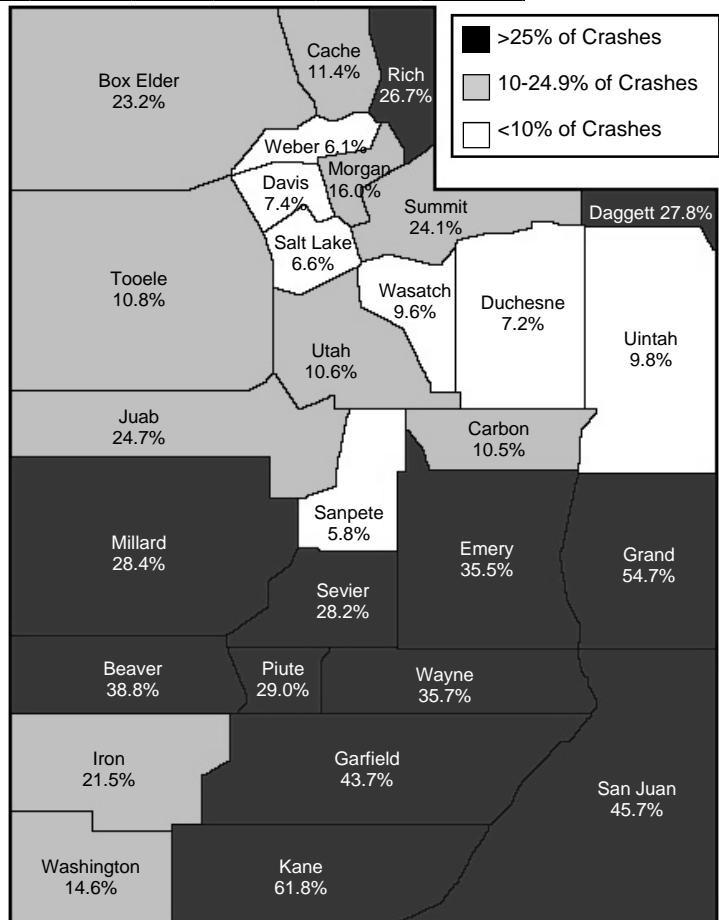 >25% of Crashes
10-24.9% of Crashes
<10% of Crashes
Box Elder
23.2%
Cache
11.4%
Rich
26.7%
Weber 6.1%
Morgan
16.0%
Davis
7.4%
Summit
24.1%
Daggett 27.8%
Salt Lake
6.6%
Tooele
10.8%
Wasatch
9.6%
Duchesne
7.2%
Uintah
9.8%
Utah
10.6%
Juab
24.7%
Carbon
10.5%
Sanpete
5.8%
Millard
28.4%
Emery
35.5%
Grand
54.7%
Sevier
28.2%
Beaver
38.8%
Piute
29.0%
Wayne
35.7%
Iron
21.5%
Garfield
43.7%
San Juan
45.7%
Washington
14.6%
Kane
61.8%